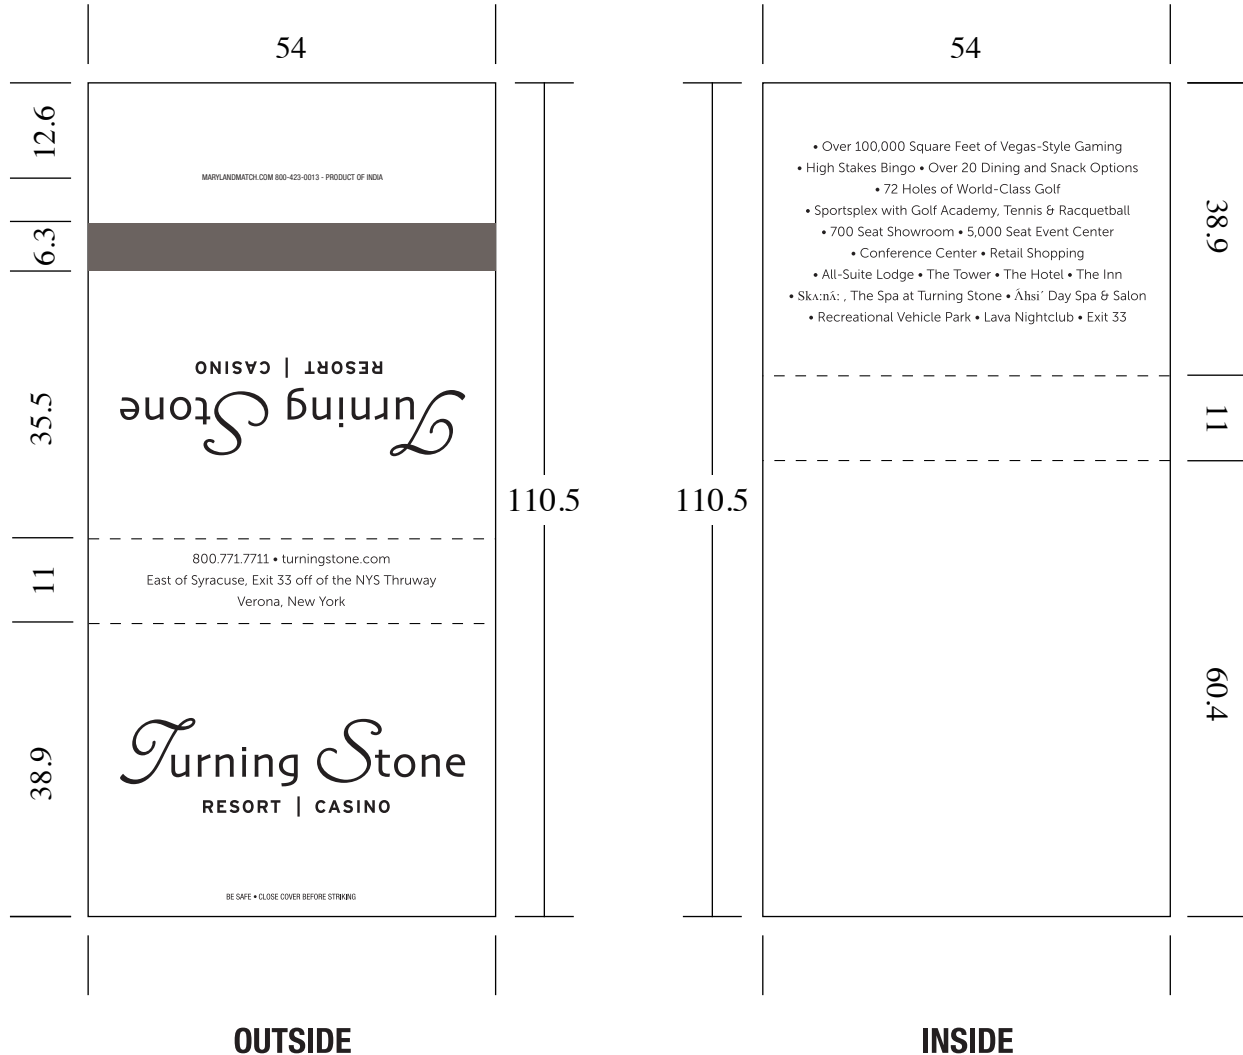 54
12.6
MARYLANDMATCH.COM 800-423-0013 - PRODUCT OF INDIA
6.3
35.5
Turning Stone
RESORT | CASINO
110.5
11
800.771.7711 • turningstone.com
East of Syracuse, Exit 33 off of the NYS Thruway
Verona, New York
38.9
Turning Stone
RESORT | CASINO
BE SAFE • CLOSE COVER BEFORE STRIKING
OUTSIDE
54
• Over 100,000 Square Feet of Vegas-Style Gaming
• High Stakes Bingo • Over 20 Dining and Snack Options
• 72 Holes of World-Class Golf
• Sportsplex with Golf Academy, Tennis & Racquetball
• 700 Seat Showroom • 5,000 Seat Event Center
• Conference Center • Retail Shopping
• All-Suite Lodge • The Tower • The Hotel • The Inn
• Skʌ:nʌ́: , The Spa at Turning Stone • Ʌ́hsi´ Day Spa & Salon
• Recreational Vehicle Park • Lava Nightclub • Exit 33
38.9
11
110.5
60.4
INSIDE